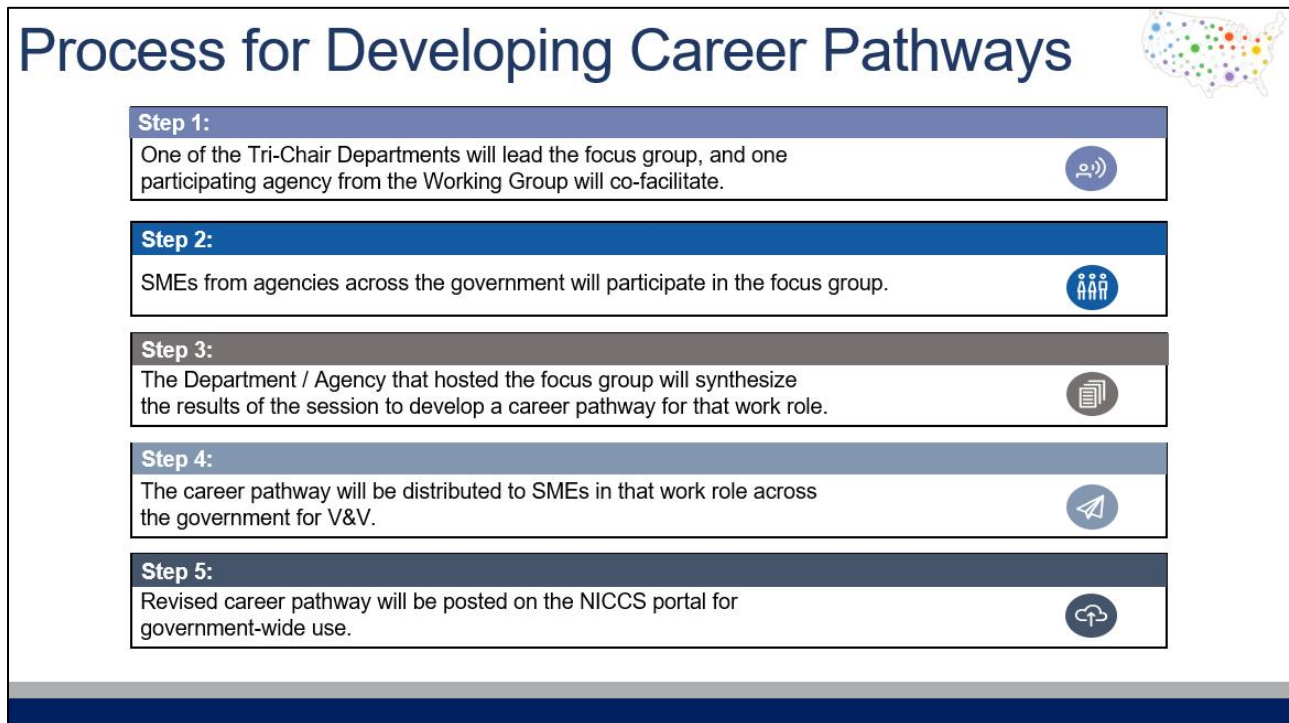 Process for Developing Career Pathways
Step 1:
One of the Tri-Chair Departments will lead the focus group, and one
participating agency from the Working Group will co-facilitate.
Step 2:
SMEs from agencies across the government will participate in the focus group.
Step 3:
The Department / Agency that hosted the focus group will synthesize
the results of the session to develop a career pathway for that work role.
Step 4:
The career pathway will be distributed to SMEs in that work role across
the government for V&V.
Step 5:
Revised career pathway will be posted on the NICCS portal for
government-wide use.